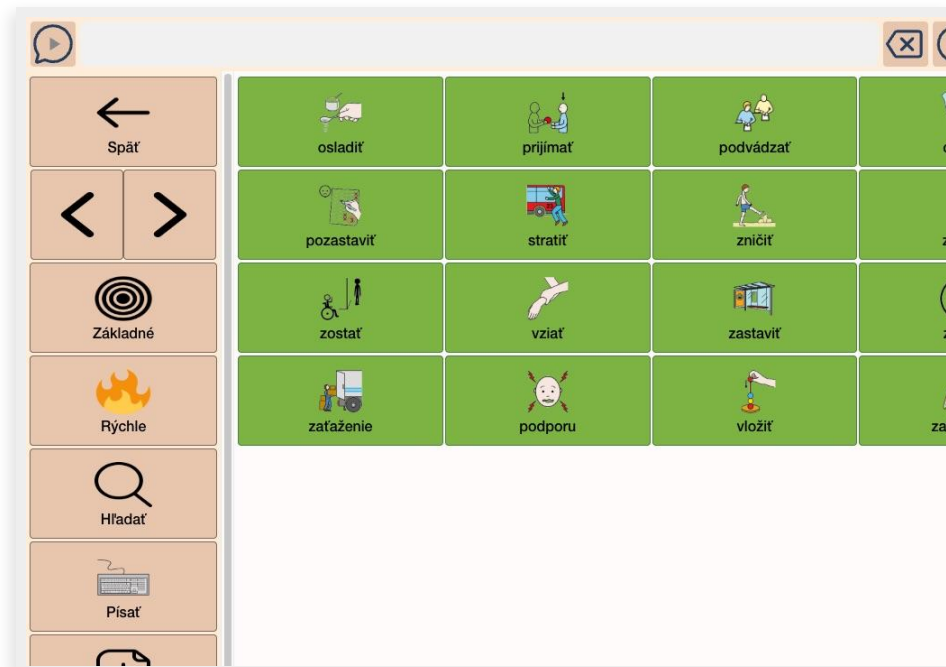 Späť
osladiť
prijímať
podvádzať
pozastaviť
stratiť
zničiť
Základné
zostať
vziať
zastaviť
Rýchle
zaťaženie
podporu
vložiť
Hľadať
Písať